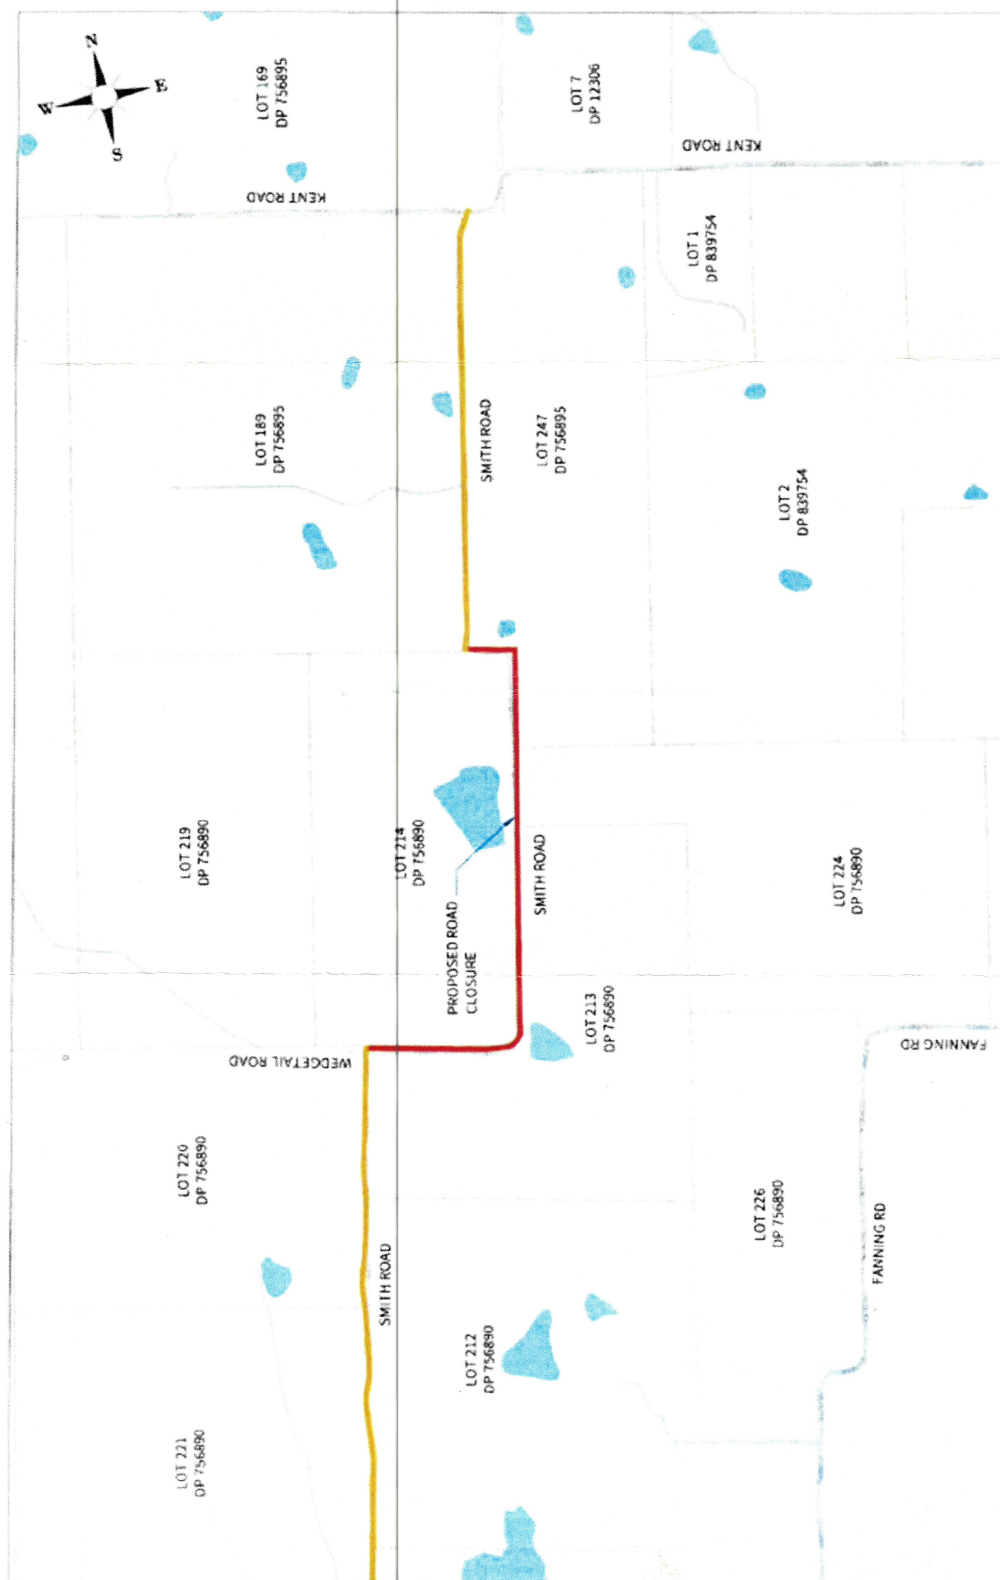 N
E
W
S
LOT 169
DP 756895
LOT 7
DP 12306
KENT ROAD
KENT ROAD
LOT 1
DP 839754
LOT 189
DP 756895
SMITH ROAD
LOT 247
DP 756895
LOT 2
DP 839754
LOT 219
DP 756890
LOT 214
DP 756890
PROPOSED ROAD
CLOSURE
SMITH ROAD
LOT 224
DP 756890
LOT 213
DP 756890
WEDGETAIL ROAD
FANNING RD
LOT 220
DP 756890
LOT 226
DP 756890
FANNING RD
SMITH ROAD
LOT 212
DP 756890
LOT 221
DP 756890